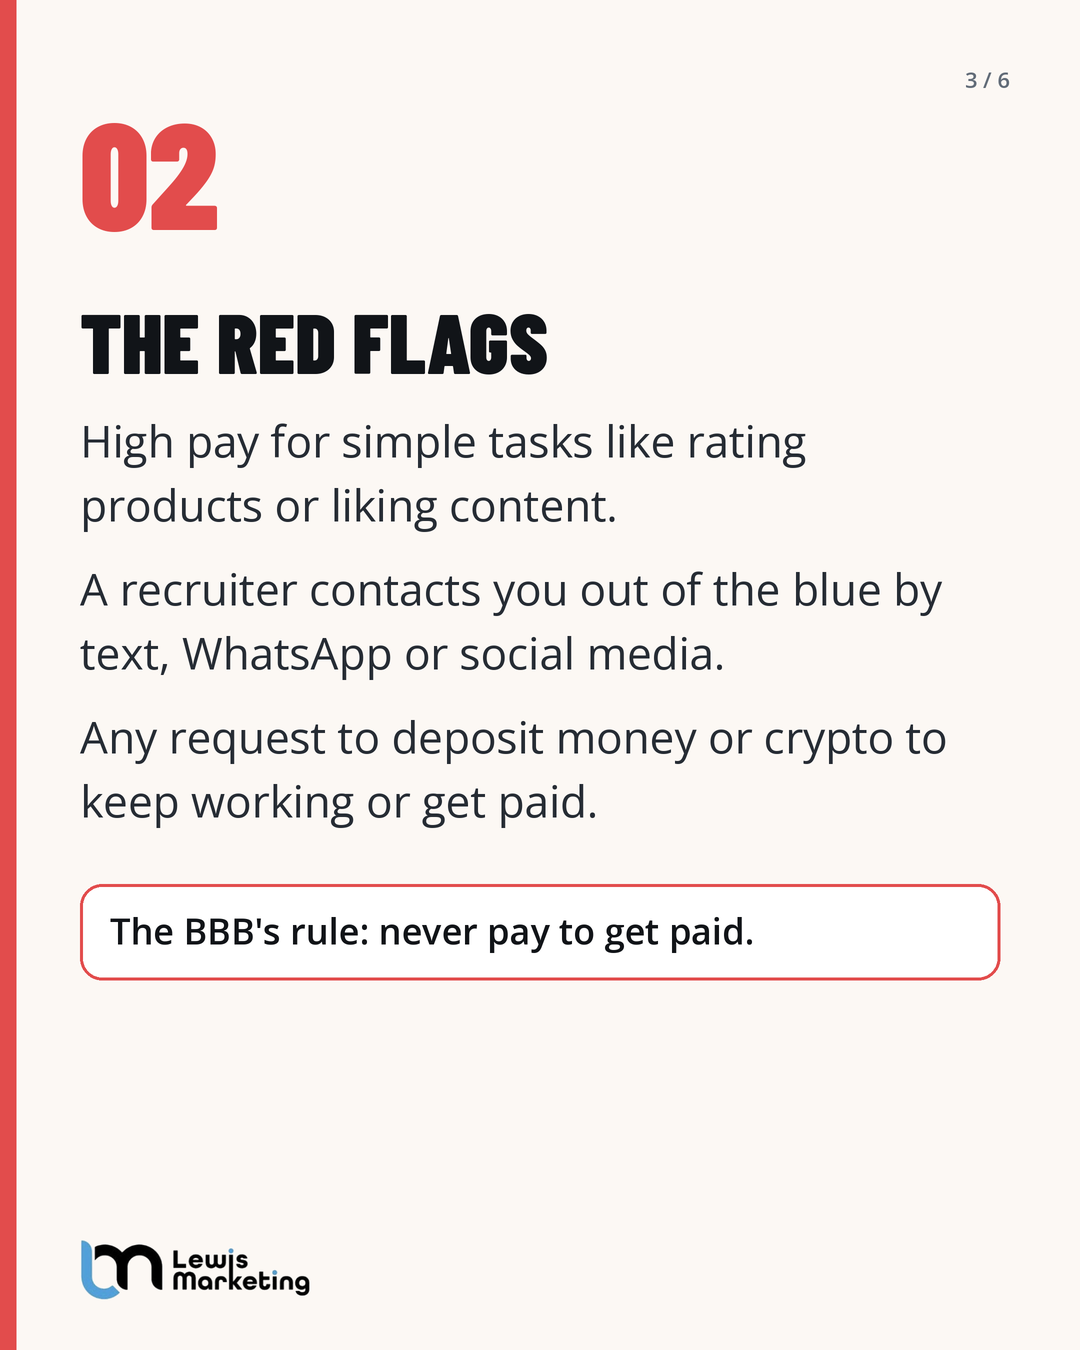 3 / 6
02
THE RED FLAGS
High pay for simple tasks like rating
products or liking content.
A recruiter contacts you out of the blue by
text, WhatsApp or social media.
Any request to deposit money or crypto to
keep working or get paid.
The BBB's rule: never pay to get paid.
Lewis
Marketing